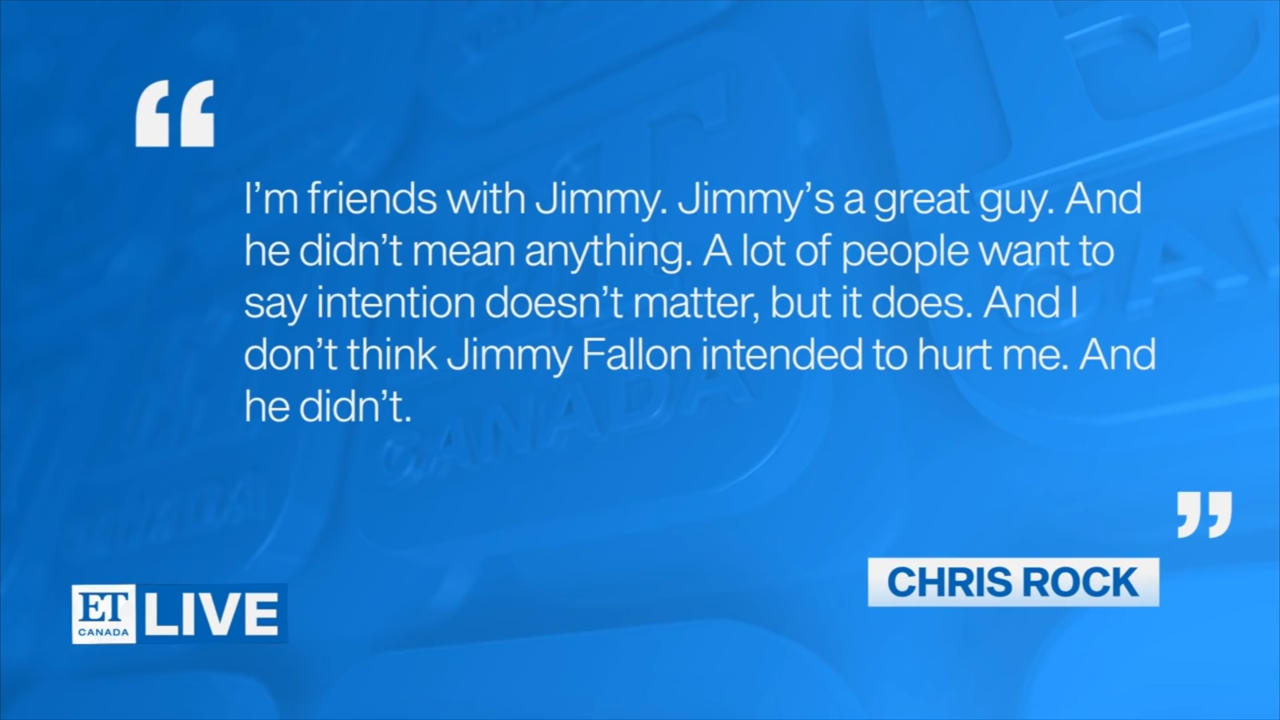 “
I’m friends with Jimmy. Jimmy’s a great guy. And
he didn’t mean anything. A lot of people want to
say intention doesn’t matter, but it does. And I
don’t think Jimmy Fallon intended to hurt me. And
he didn’t.
”
CHRIS ROCK
ET
CANADA
LIVE
CANADA